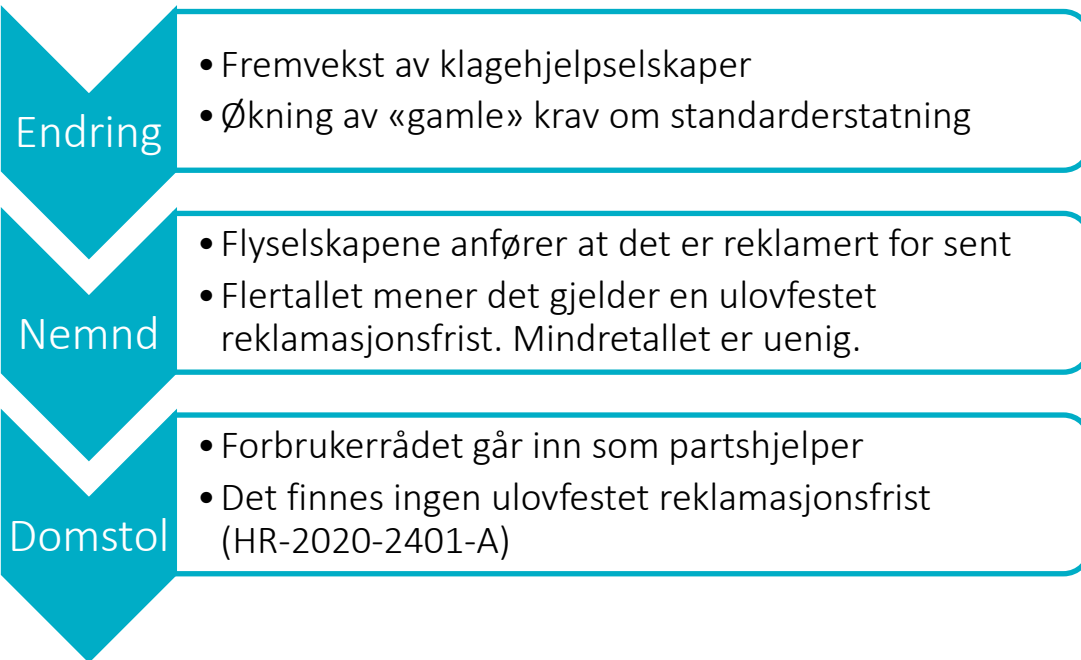 Endring
• Fremvekst av klagehjelpselskaper
• Økning av «gamle» krav om standarderstatning
Nemnd
• Flyselskapene anfører at det er reklamert for sent
• Flertallet mener det gjelder en ulovfestet
reklamasjonsfrist. Mindretallet er uenig.
Domstol
• Forbrukerrådet går inn som partshjelper
• Det finnes ingen ulovfestet reklamasjonsfrist
(HR-2020-2401-A)